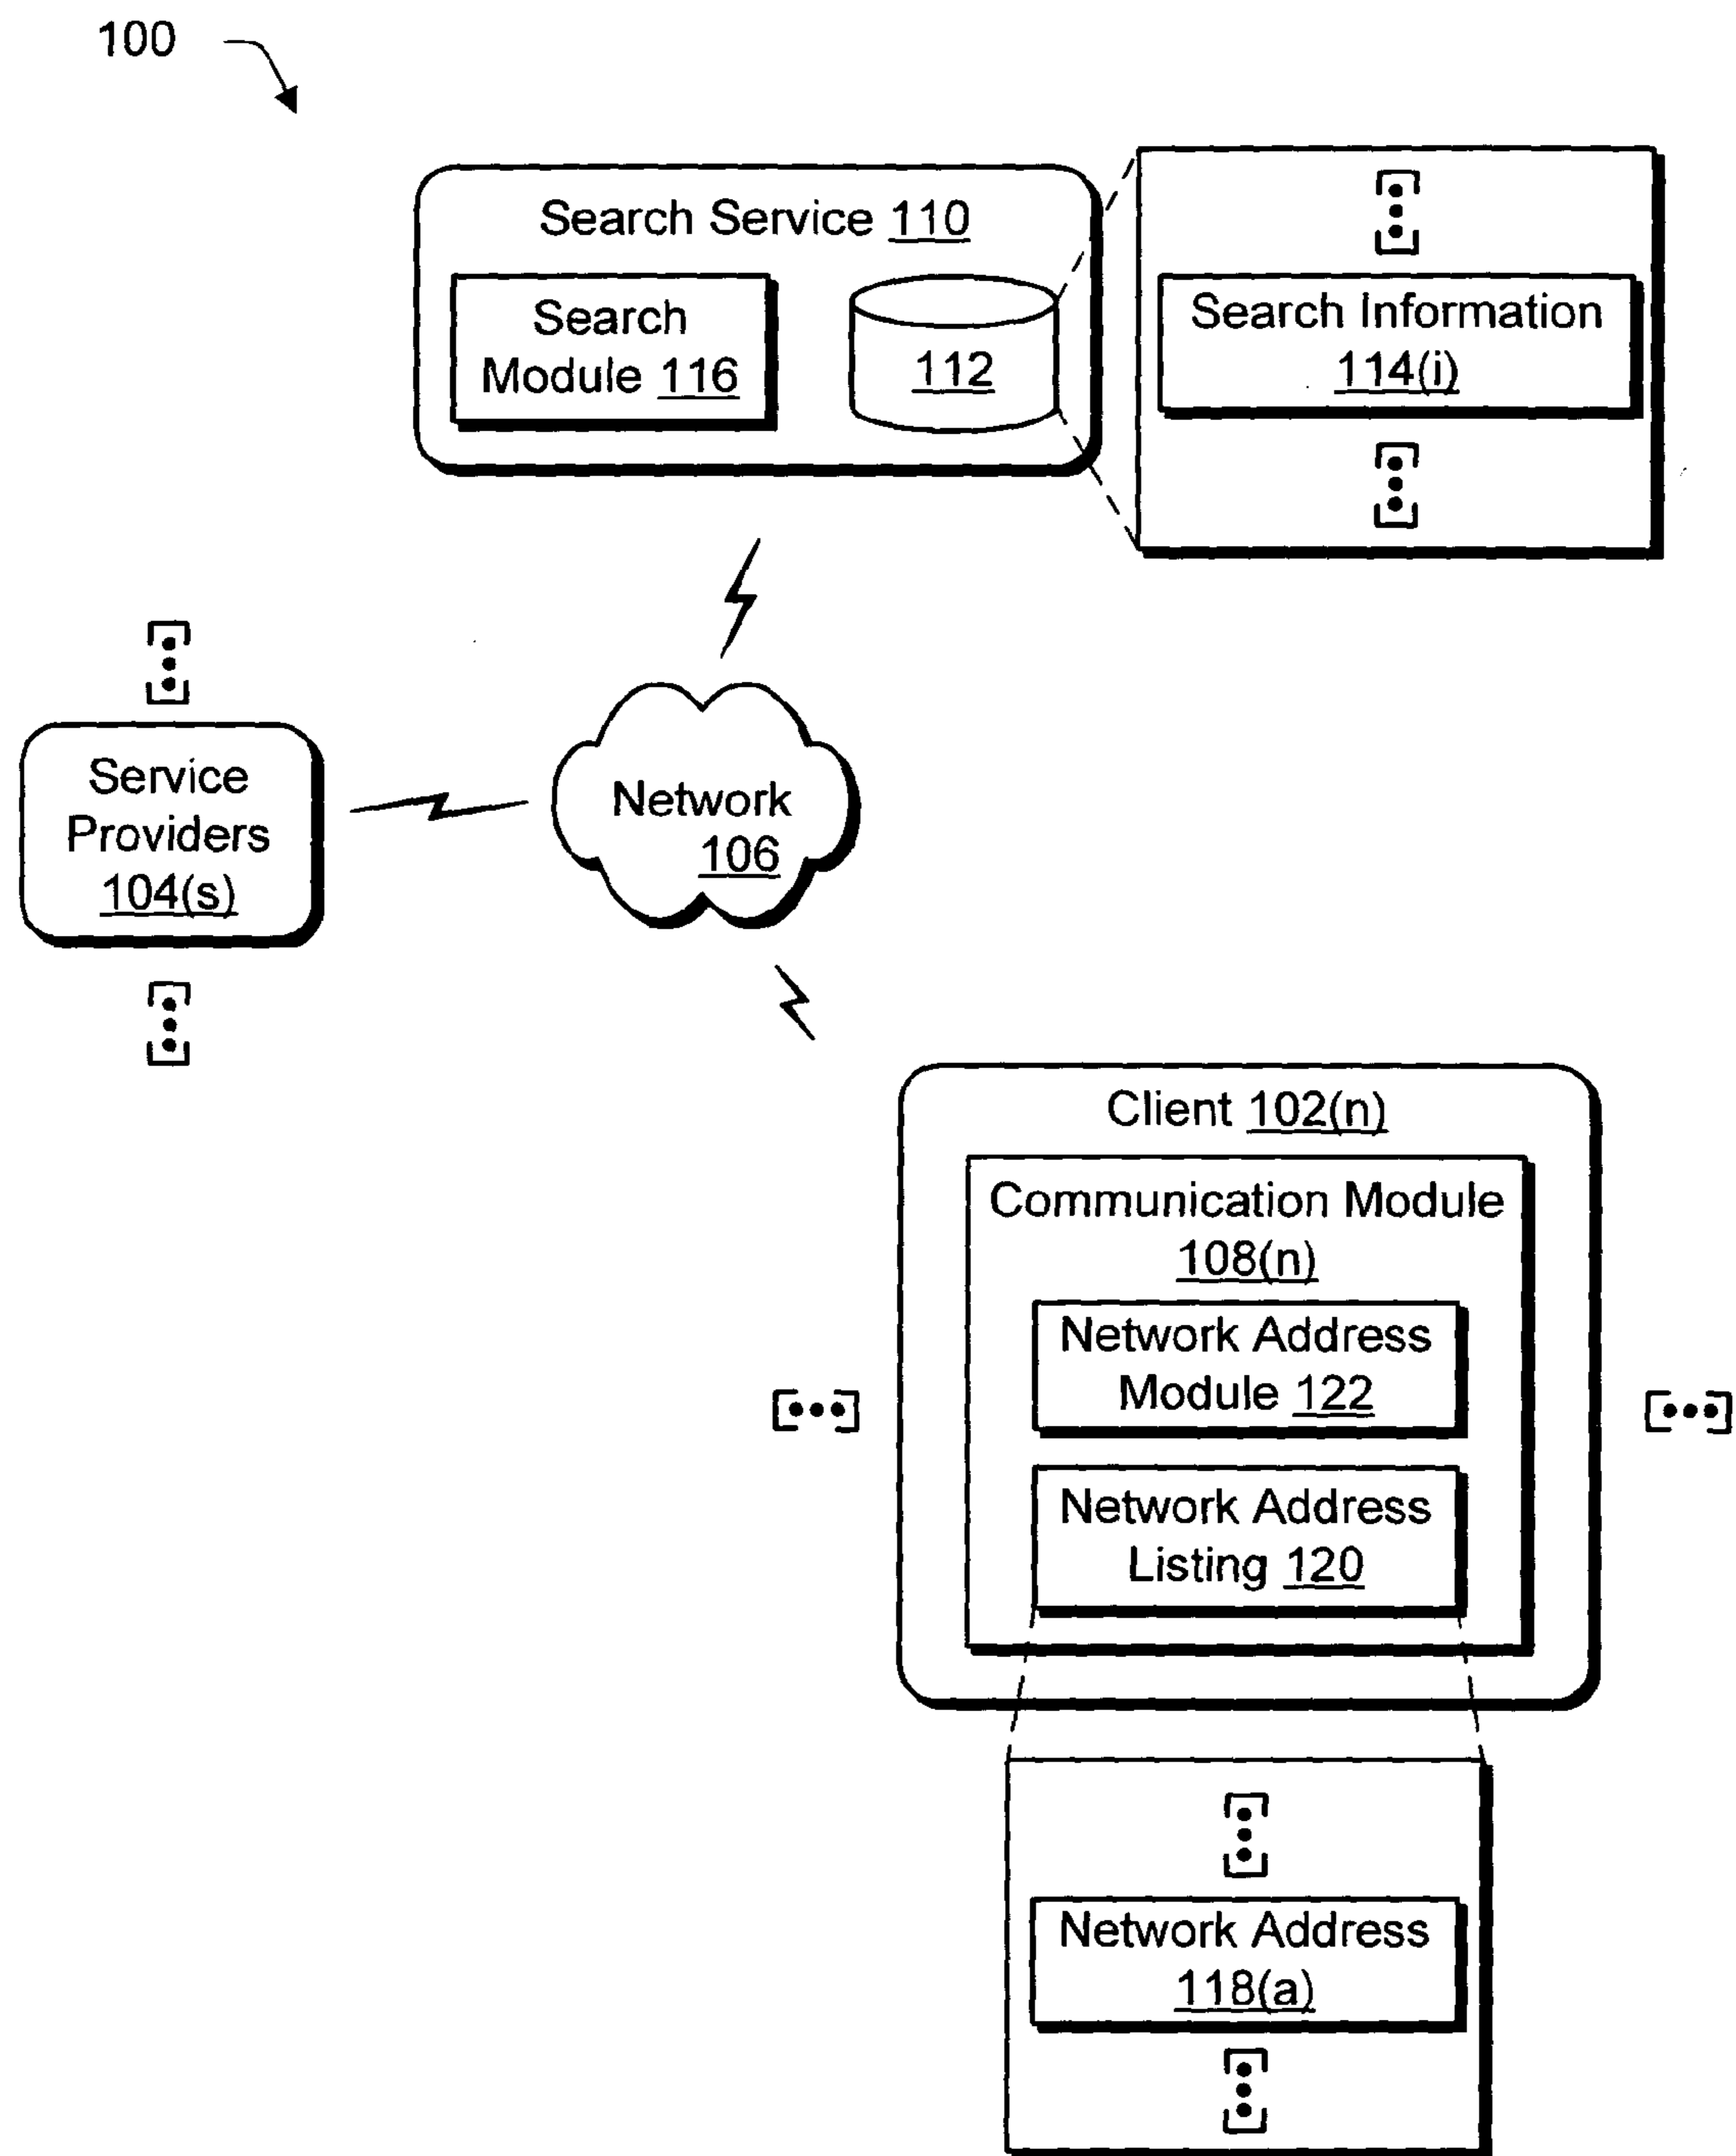 100
Search Service 110
Search
Module 116
112
Search Information
114(i)
Service
Providers
104(s)
Network
106
Client 102(n)
Communication Module
108(n)
Network Address
Module 122
Network Address
Listing 120
Network Address
118(a)